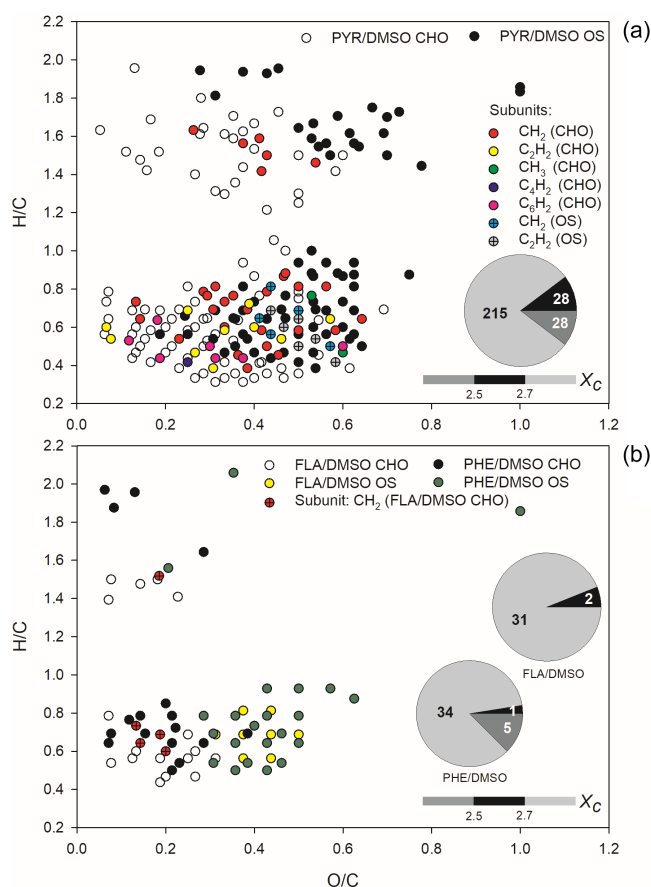 (a)
PYR/DMSO CHO
PYR/DMSO OS
Subunits:
CH2 (CHO)
C2H2 (CHO)
CH3 (CHO)
C4H2 (CHO)
C6H2 (CHO)
CH2 (OS)
C2H2 (OS)
H/C
2.2
2.0
1.8
1.6
1.4
1.2
1.0
0.8
0.6
0.4
0.2
215
28
28
2.5 2.7 Xc
0.0 0.2 0.4 0.6 0.8 1.0 1.2
(b)
FLA/DMSO CHO
PHE/DMSO CHO
FLA/DMSO OS
PHE/DMSO OS
Subunit: CH2 (FLA/DMSO CHO)
H/C
2.2
2.0
1.8
1.6
1.4
1.2
1.0
0.8
0.6
0.4
0.2
31
2
FLA/DMSO
34
1
5
PHE/DMSO
2.5 2.7 Xc
0.0 0.2 0.4 0.6 0.8 1.0 1.2
O/C